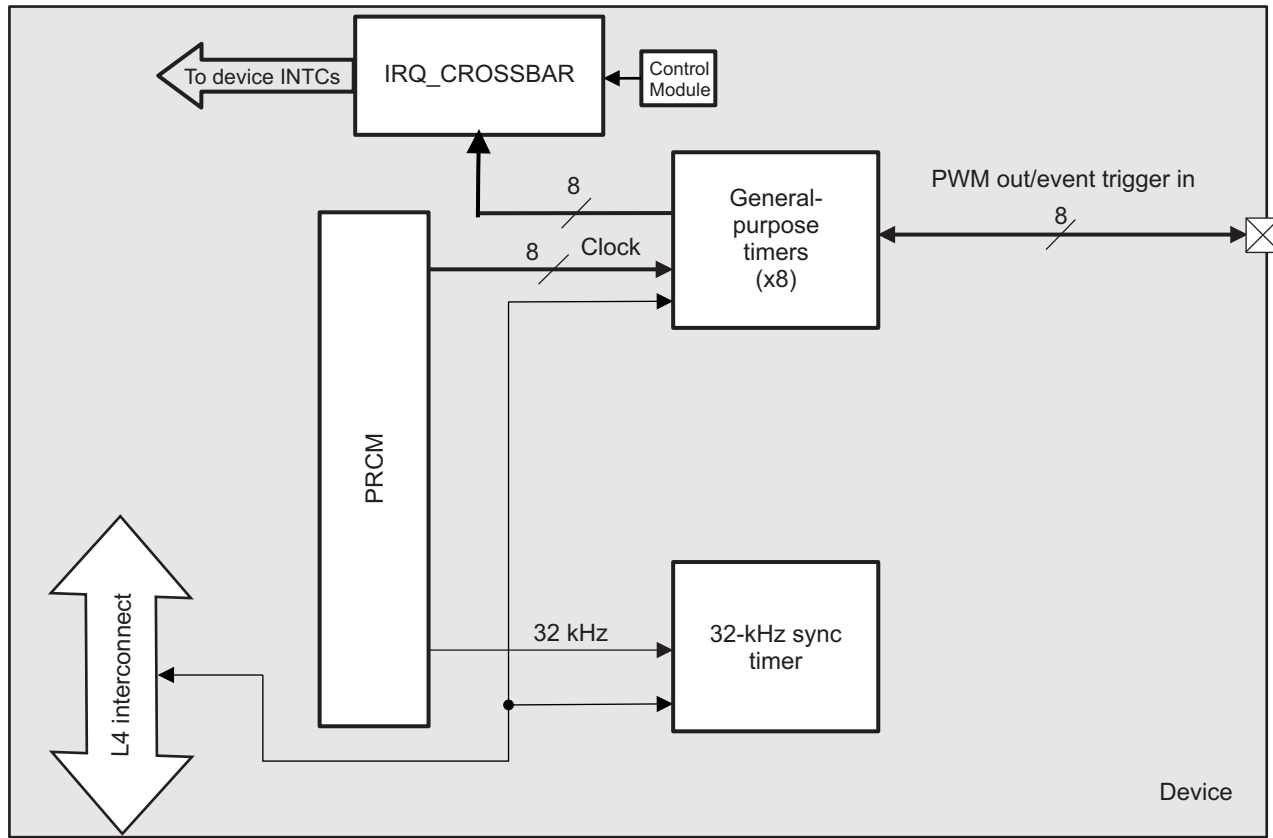 To device INTCs
IRQ_CROSSBAR
Control
Module
8
General-
purpose
timers
(x8)
PWM out/event trigger in
8
8
Clock
PRCM
L4 interconnect
32 kHz
32-kHz sync
timer
Device